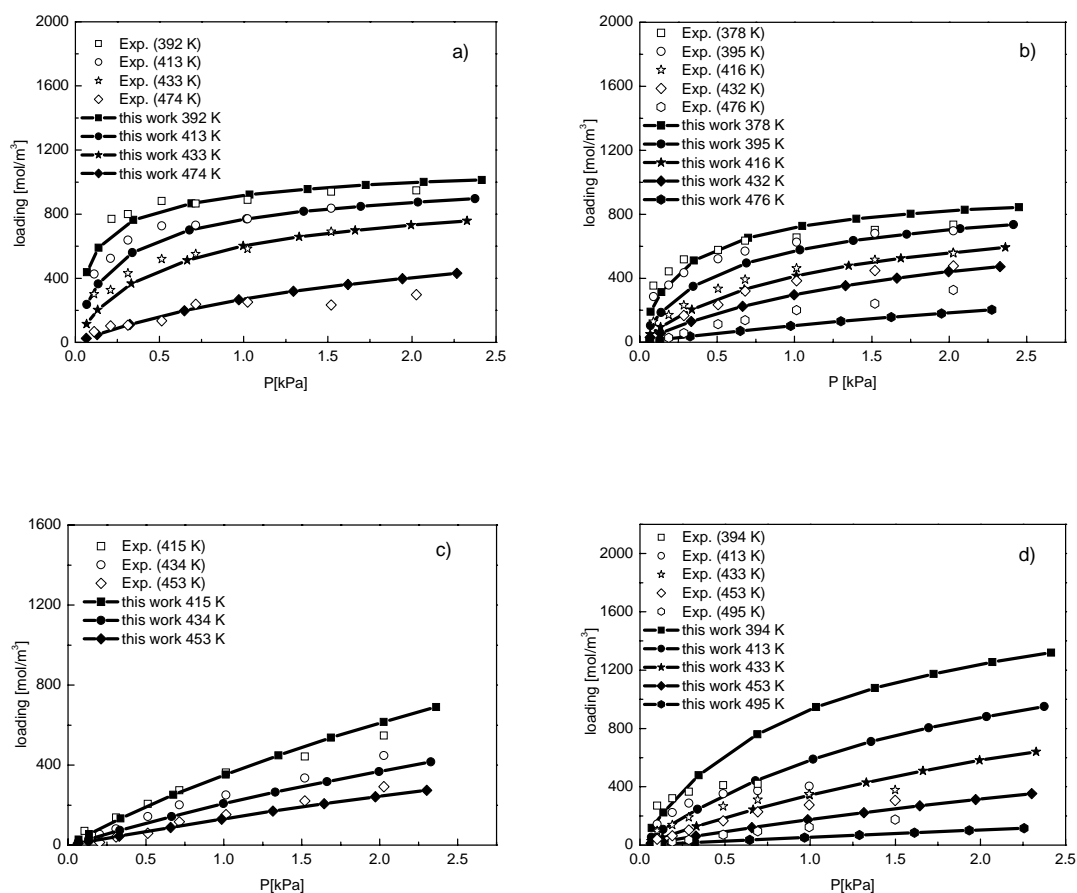 a)
Exp. (392 K)
Exp. (413 K)
Exp. (433 K)
Exp. (474 K)
this work 392 K
this work 413 K
this work 433 K
this work 474 K
2000
1600
1200
800
400
0
loading [mol/m³]
0.0 0.5 1.0 1.5 2.0 2.5
P[kPa]
b)
Exp. (378 K)
Exp. (395 K)
Exp. (416 K)
Exp. (432 K)
Exp. (476 K)
this work 378 K
this work 395 K
this work 416 K
this work 432 K
this work 476 K
2000
1600
1200
800
400
0
loading [mol/m³]
0.0 0.5 1.0 1.5 2.0 2.5
P [kPa]
c)
Exp. (415 K)
Exp. (434 K)
Exp. (453 K)
this work 415 K
this work 434 K
this work 453 K
1600
1200
800
400
0
loading [mol/m³]
0.0 0.5 1.0 1.5 2.0 2.5
P[kPa]
d)
Exp. (394 K)
Exp. (413 K)
Exp. (433 K)
Exp. (453 K)
Exp. (495 K)
this work 394 K
this work 413 K
this work 433 K
this work 453 K
this work 495 K
2000
1600
1200
800
400
0
loading [mol/m³]
0.0 0.5 1.0 1.5 2.0 2.5
P[kPa]